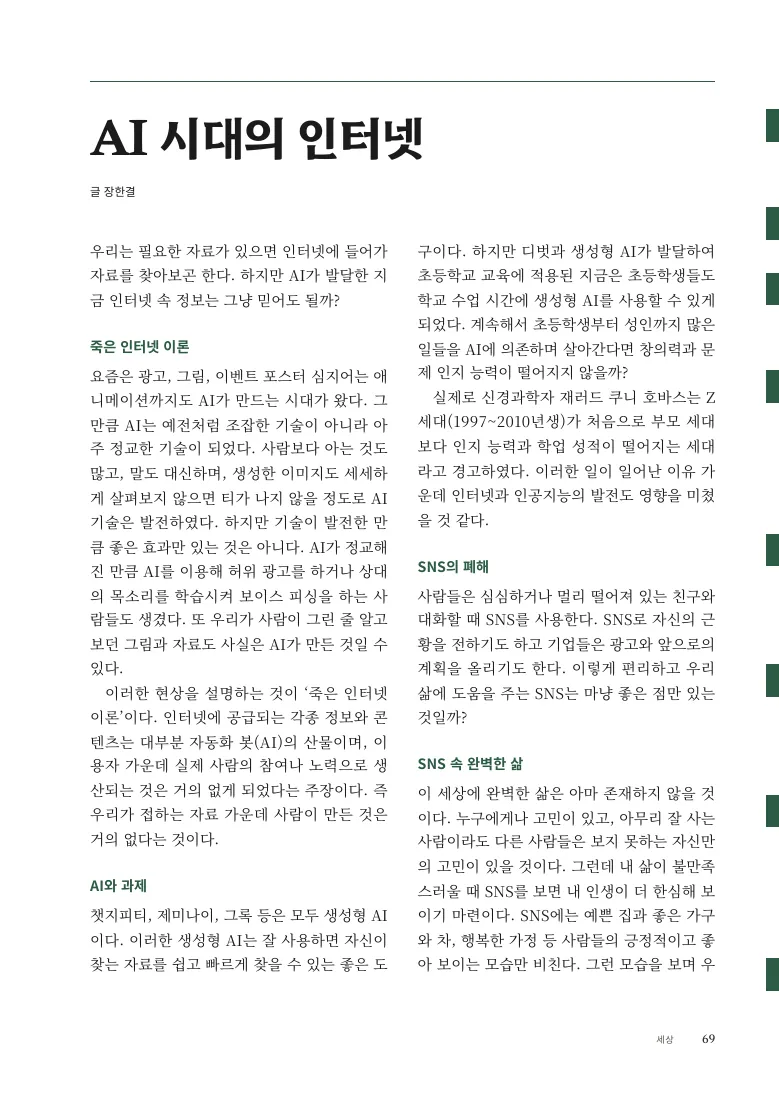 AI 시대의 인터넷
글 장한결
우리는 필요한 자료가 있으면 인터넷에 들어가
자료를 찾아보곤 한다. 하지만 AI가 발달한 지
금 인터넷 속 정보는 그냥 믿어도 될까?
죽은 인터넷 이론
요즘은 광고, 그림, 이벤트 포스터 심지어는 애
니메이션까지도 AI가 만드는 시대가 왔다. 그
만큼 AI는 예전처럼 조잡한 기술이 아니라 아
주 정교한 기술이 되었다. 사람보다 아는 것도
많고, 말도 대신하며, 생성한 이미지도 세세하
게 살펴보지 않으면 티가 나지 않을 정도로 AI
기술은 발전하였다. 하지만 기술이 발전한 만
큼 좋은 효과만 있는 것은 아니다. AI가 정교해
진 만큼 AI를 이용해 허위 광고를 하거나 상대
의 목소리를 학습시켜 보이스 피싱을 하는 사
람들도 생겼다. 또 우리가 사람이 그린 줄 알고
보던 그림과 자료도 사실은 AI가 만든 것일 수
있다.
이러한 현상을 설명하는 것이 ‘죽은 인터넷
이론’이다. 인터넷에 공급되는 각종 정보와 콘
텐츠는 대부분 자동화 봇(AI)의 산물이며, 이
용자 가운데 실제 사람의 참여나 노력으로 생
산되는 것은 거의 없게 되었다는 주장이다. 즉
우리가 접하는 자료 가운데 사람이 만든 것은
거의 없다는 것이다.
AI와 과제
챗지피티, 제미나이, 그록 등은 모두 생성형 AI
이다. 이러한 생성형 AI는 잘 사용하면 자신이
찾는 자료를 쉽고 빠르게 찾을 수 있는 좋은 도
구이다. 하지만 디벗과 생성형 AI가 발달하여
초등학교 교육에 적용된 지금은 초등학생들도
학교 수업 시간에 생성형 AI를 사용할 수 있게
되었다. 계속해서 초등학생부터 성인까지 많은
일들을 AI에 의존하며 살아간다면 창의력과 문
제 인지 능력이 떨어지지 않을까?
실제로 신경과학자 재러드 쿠니 호바스는 Z
세대(1997~2010년생)가 처음으로 부모 세대
보다 인지 능력과 학업 성적이 떨어지는 세대
라고 경고하였다. 이러한 일이 일어난 이유 가
운데 인터넷과 인공지능의 발전도 영향을 미쳤
을 것 같다.
SNS의 폐해
사람들은 심심하거나 멀리 떨어져 있는 친구와
대화할 때 SNS를 사용한다. SNS로 자신의 근
황을 전하기도 하고 기업들은 광고와 앞으로의
계획을 올리기도 한다. 이렇게 편리하고 우리
삶에 도움을 주는 SNS는 마냥 좋은 점만 있는
것일까?
SNS 속 완벽한 삶
이 세상에 완벽한 삶은 아마 존재하지 않을 것
이다. 누구에게나 고민이 있고, 아무리 잘 사는
사람이라도 다른 사람들은 보지 못하는 자신만
의 고민이 있을 것이다. 그런데 내 삶이 불만족
스러울 때 SNS를 보면 내 인생이 더 한심해 보
이기 마련이다. SNS에는 예쁜 집과 좋은 가구
와 차, 행복한 가정 등 사람들의 긍정적이고 좋
아 보이는 모습만 비친다. 그런 모습을 보며 우
세상 69